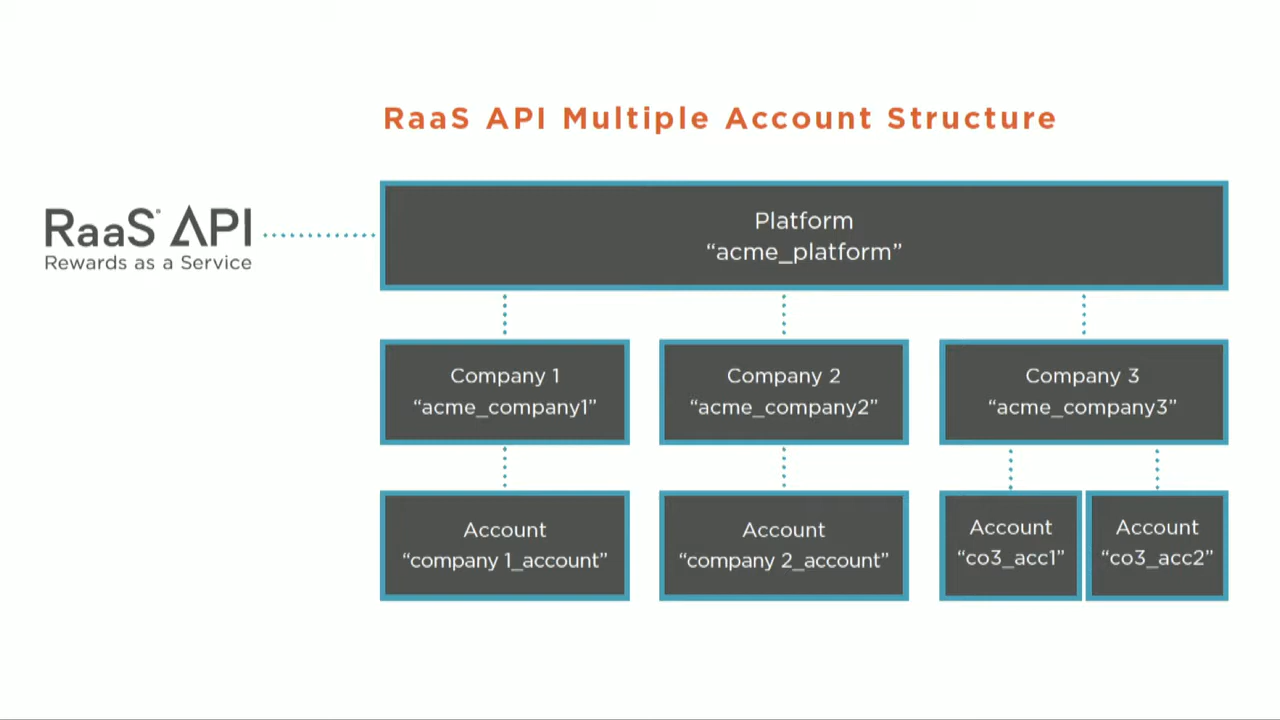 RaaS API Multiple Account Structure
RaaS® API
Rewards as a Service
Platform
“acme_platform”
Company 1
“acme_company1”
Company 2
“acme_company2”
Company 3
“acme_company3”
Account
“company 1_account”
Account
“company 2_account”
Account
“co3_acc1”
Account
“co3_acc2”